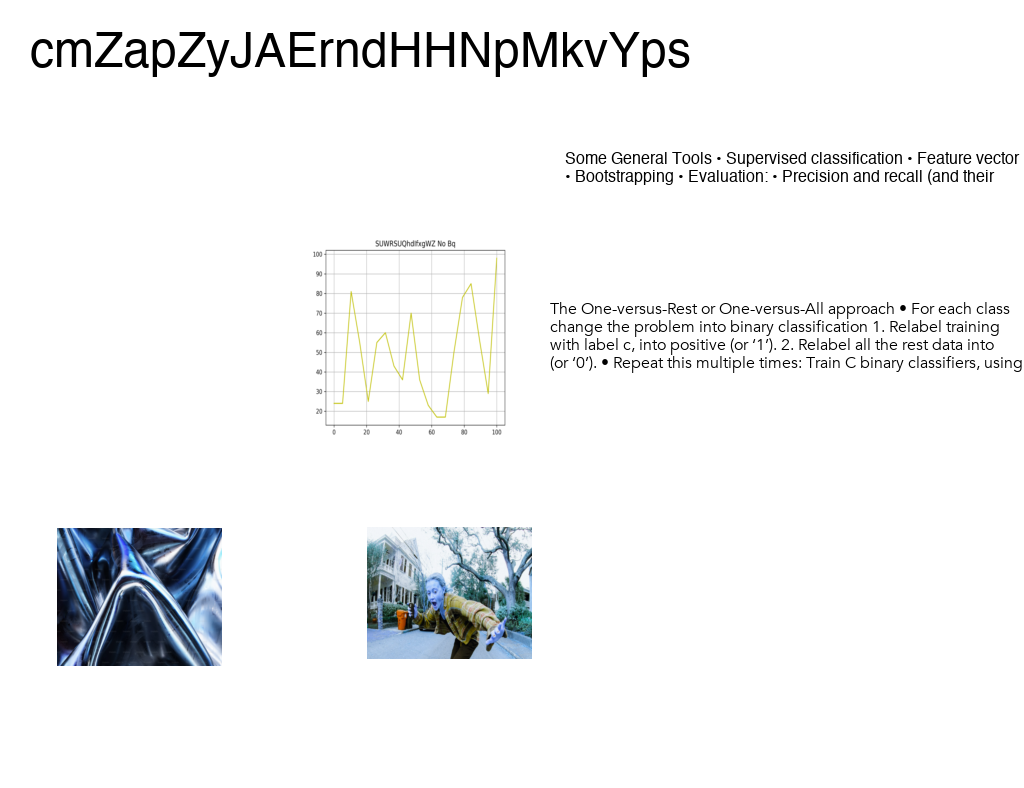 cmZapZyJAErndHHNpMkvYps
Some General Tools • Supervised classification • Feature vector
• Bootstrapping • Evaluation: • Precision and recall (and their
SUWRSUQhdlfxgWZ No Bq
100
90
80
70
60
50
40
30
20
0 20 40 60 80 100
The One-versus-Rest or One-versus-All approach • For each class
change the problem into binary classification 1. Relabel training
with label c, into positive (or ‘1’). 2. Relabel all the rest data into
(or ‘0’). • Repeat this multiple times: Train C binary classifiers, using